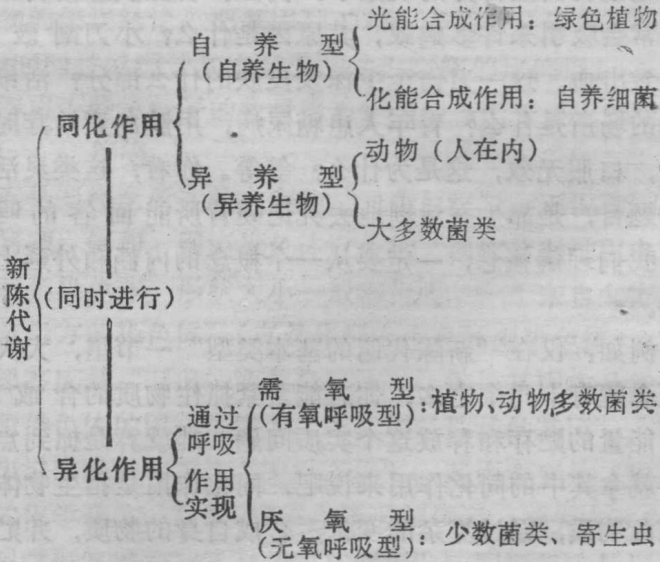 光能合成作用：绿色植物
自养型
(自养生物)
化能合成作用：自养细菌
同化作用
动物（人在内）
异养型
(异养生物)
大多数菌类
新陈代谢
(同时进行)
需氧型
(有氧呼吸型)：植物、动物多数菌类
通过
呼吸
异化作用
作用
实现
厌氧型
(元氧呼吸型)：少数菌类、寄生虫